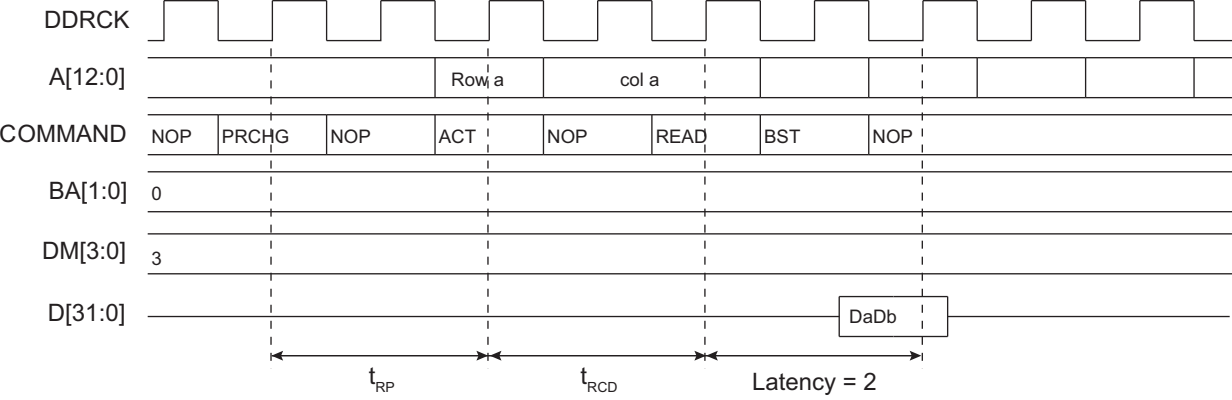 DDRCK
A[12:0] Row a col a
COMMAND NOP PRCHG NOP ACT NOP READ BST NOP
BA[1:0] 0
DM[3:0] 3
D[31:0] DaDb
tRP tRCD Latency = 2